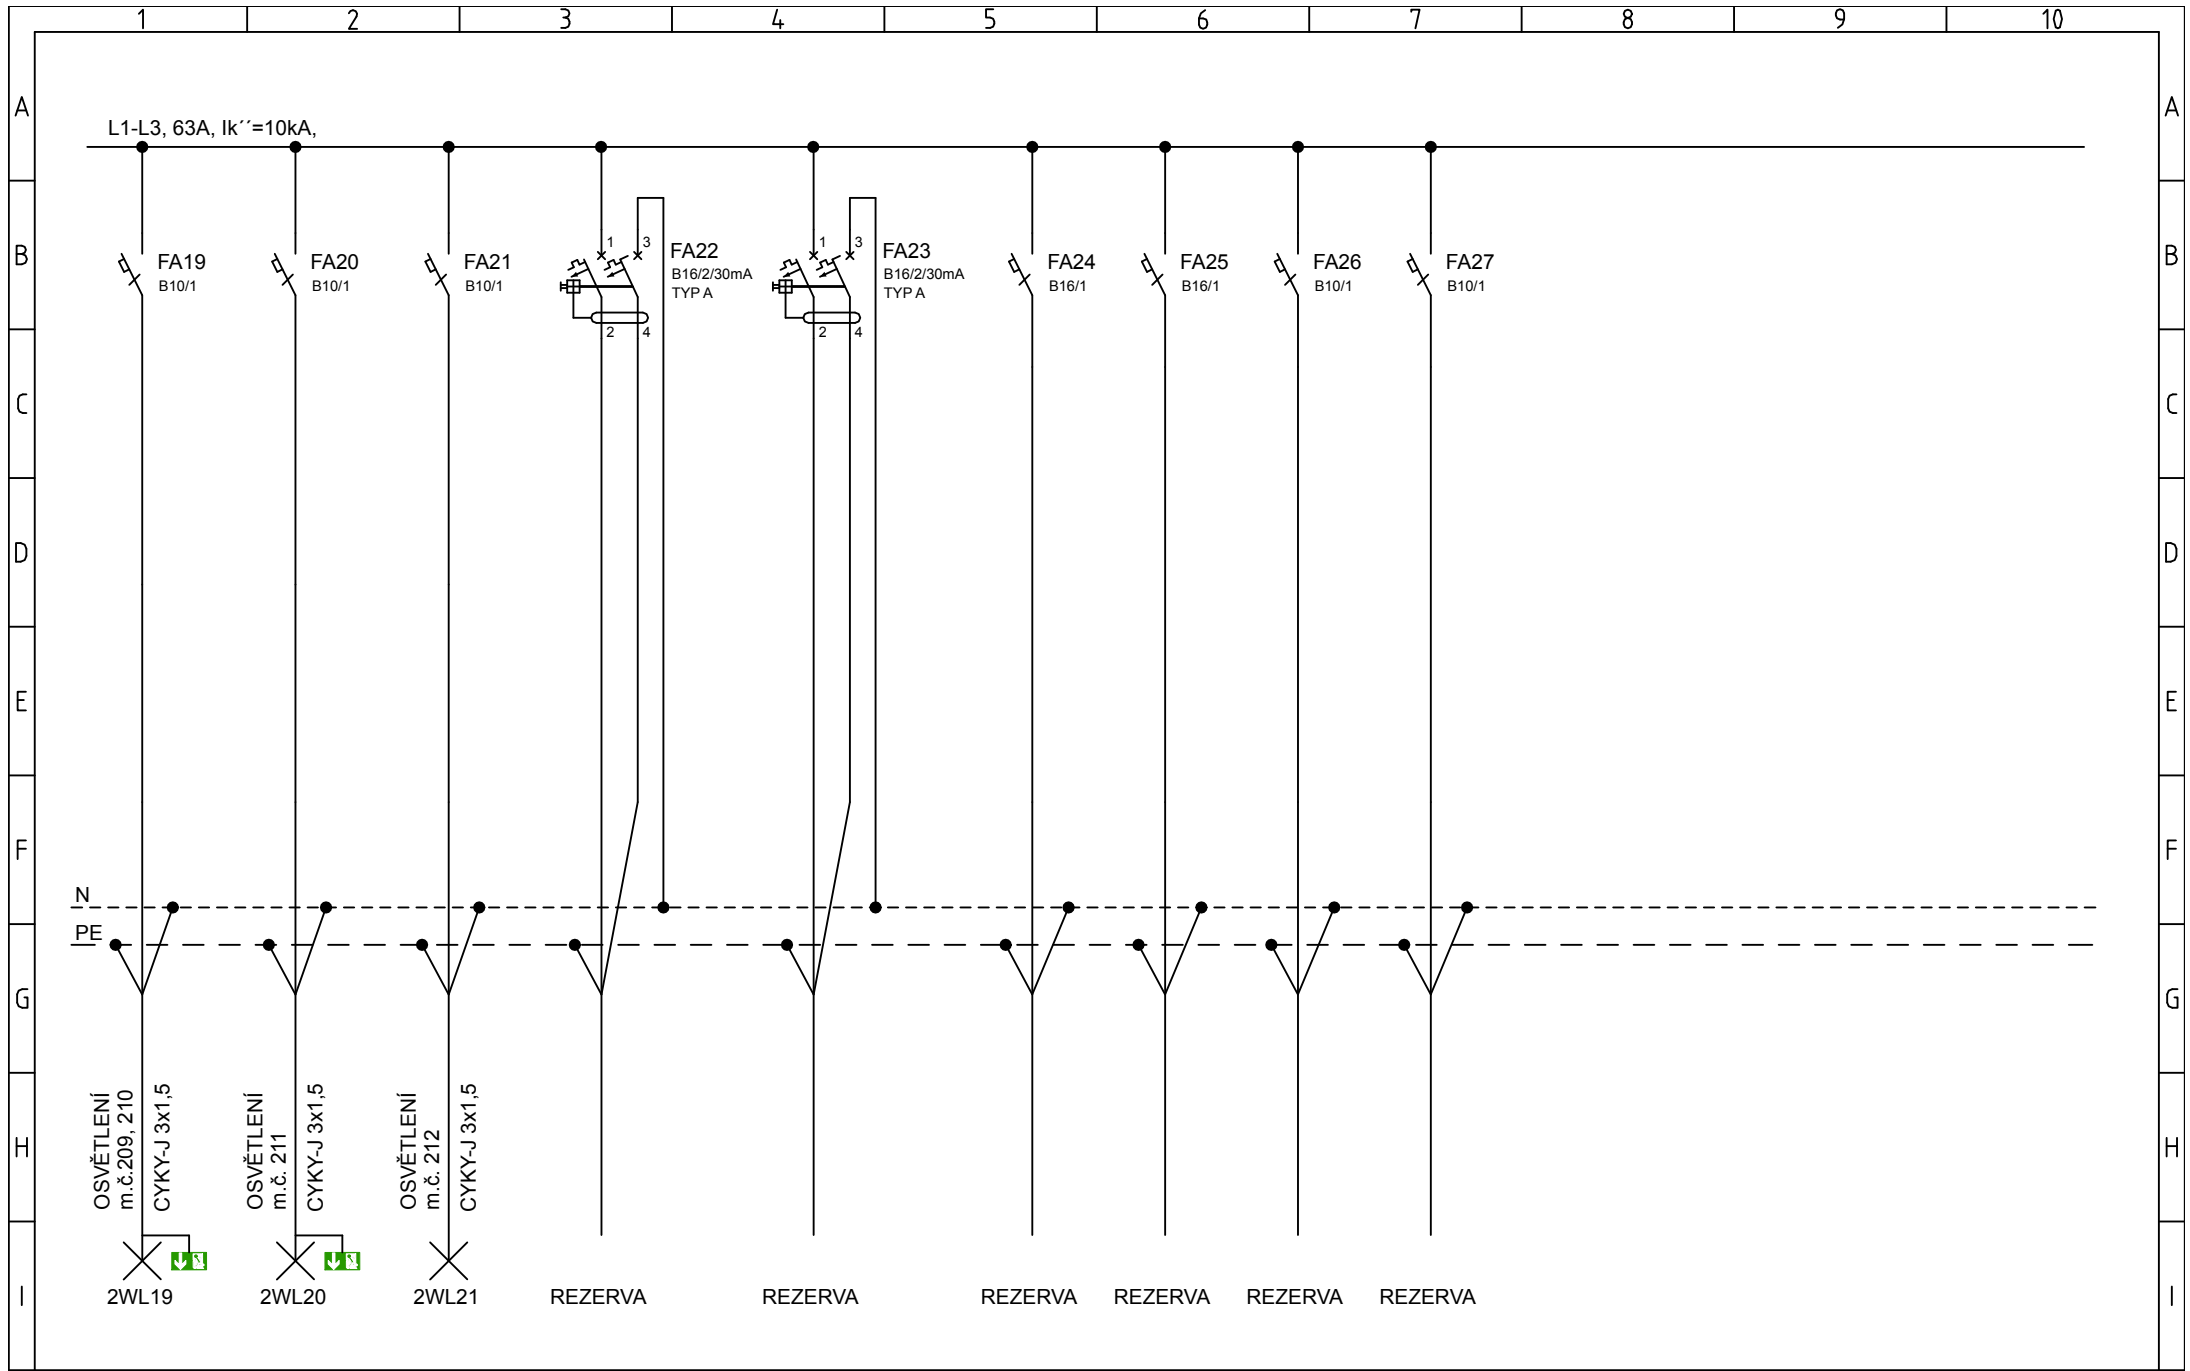 1 2 3 4 5 6 7 8 9 10
A A
L1-L3, 63A, Ik´´=10kA,
B B
FA19
B10/1
FA20
B10/1
FA21
B10/1
1 3
FA22
B16/2/30mA
TYP A
2 4
1 3
FA23
B16/2/30mA
TYP A
2 4
FA24
B16/1
FA25
B16/1
FA26
B10/1
FA27
B10/1
C C
D D
E E
F F
N
PE
G G
H H
OSVĚTLENÍ
m.č.209, 210
CYKY-J 3x1,5
OSVĚTLENÍ
m.č. 211
CYKY-J 3x1,5
OSVĚTLENÍ
m.č. 212
CYKY-J 3x1,5
I I
2WL19
2WL20
2WL21
REZERVA
REZERVA
REZERVA
REZERVA
REZERVA
REZERVA